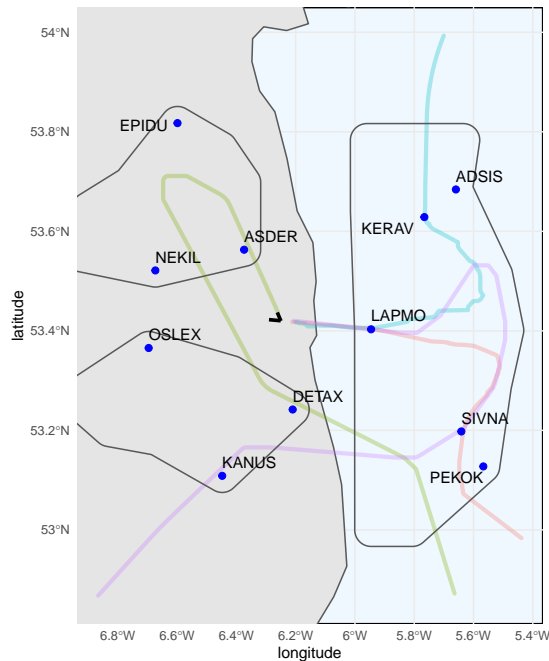 54°N
53.8°N
53.6°N
53.4°N
53.2°N
53°N
latitude
EPIDU
ADSIS
KERAV
ASDER
NEKIL
LAPMO
OSLEX
DETAX
SIVNA
KANUS
PEKOK
6.8°W 6.6°W 6.4°W 6.2°W 6°W 5.8°W 5.6°W 5.4°W
longitude